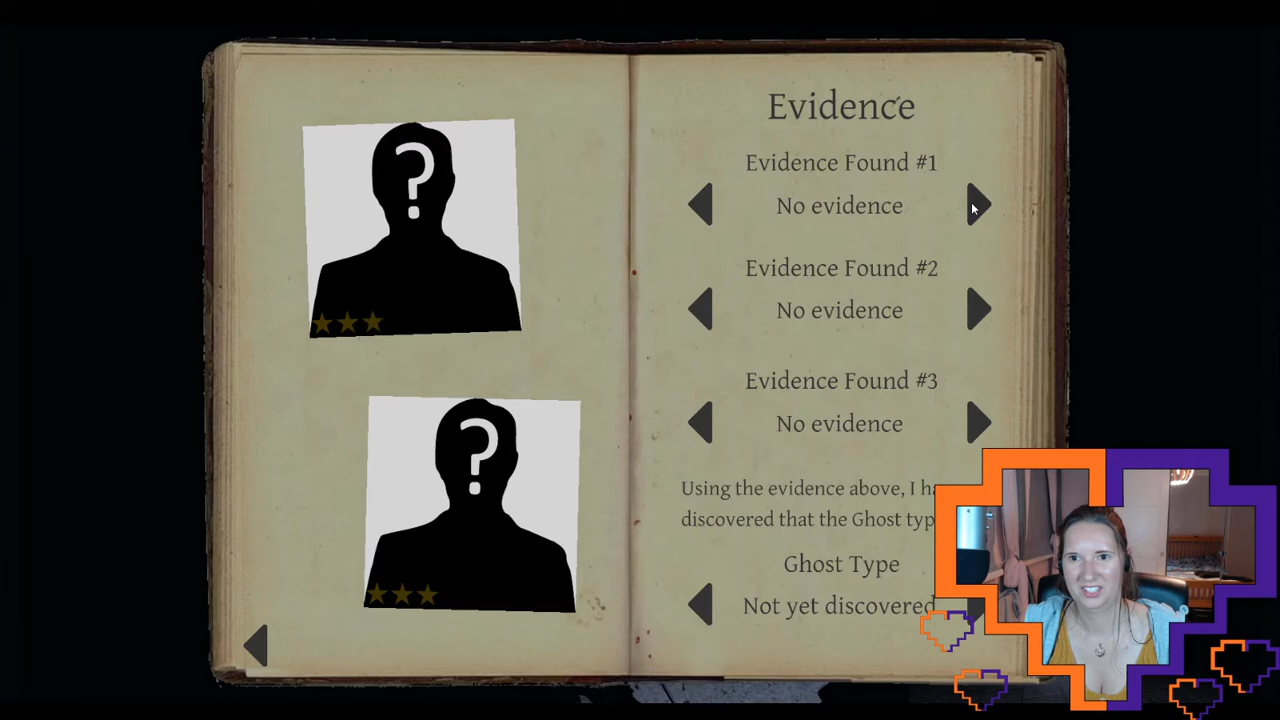 ?
?
Evidence
Evidence Found #1
No evidence
Evidence Found #2
No evidence
Evidence Found #3
No evidence
Using the evidence above, I
discovered that the Ghost
Ghost Type
Not yet discovered